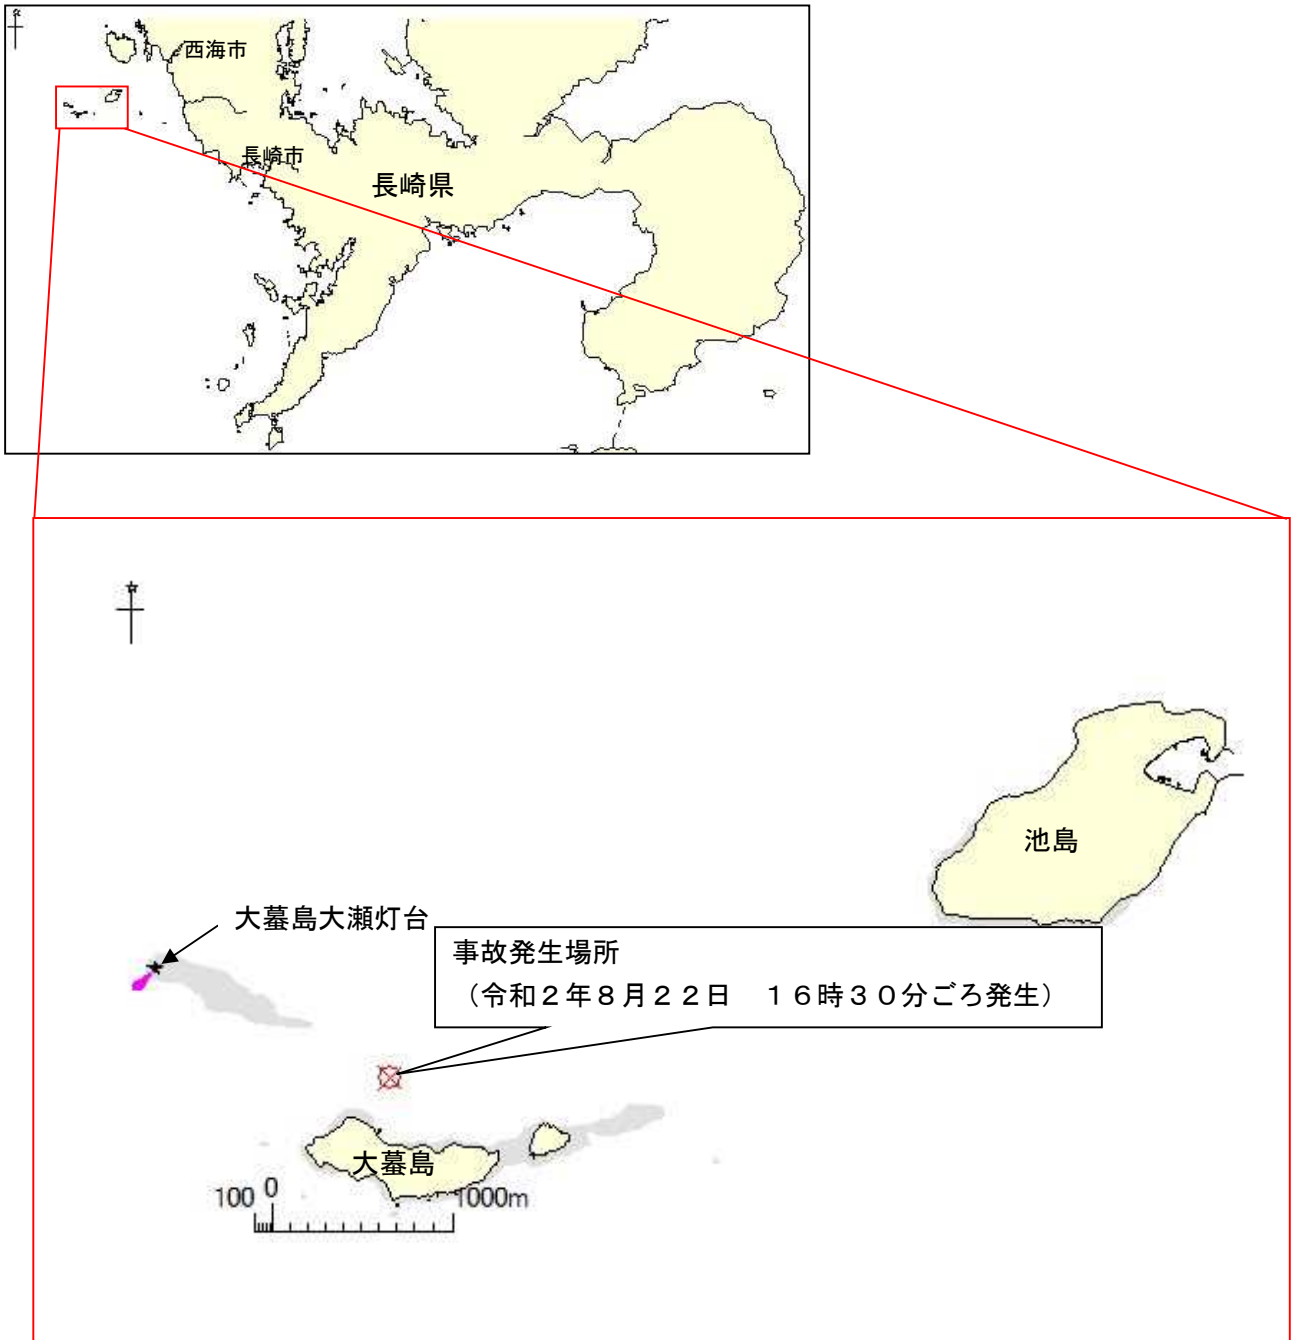 西海市
長崎市
長崎県
池島
大蟇島大瀬灯台
事故発生場所
（令和２年８月２２日　１６時３０分ごろ発生）
大蟇島
100 0 1000m